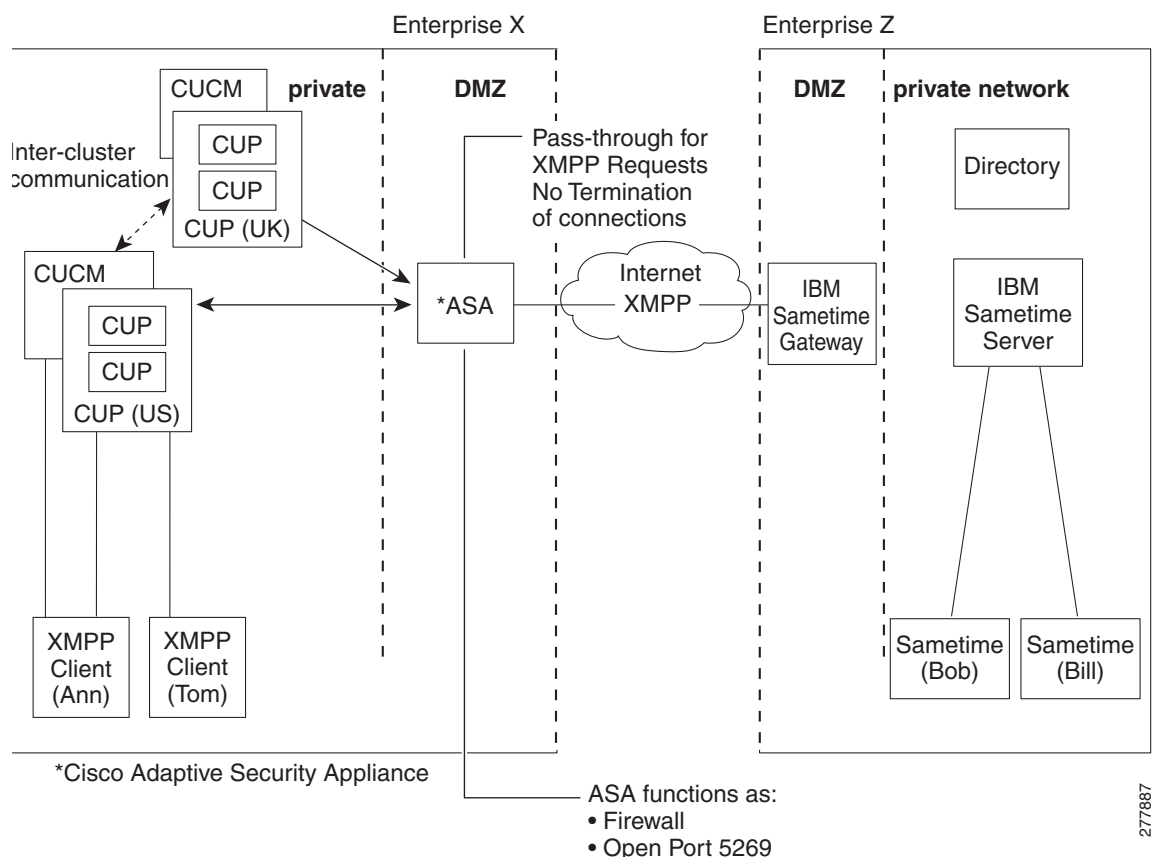 Enterprise X
Enterprise Z
CUCM
private
DMZ
DMZ
private network
CUP
CUP
CUP (UK)
Inter-cluster
communication
Pass-through for
XMPP Requests
No Termination
of connections
Directory
CUCM
CUP
CUP
CUP (US)
*ASA
Internet
XMPP
IBM
Sametime
Gateway
IBM
Sametime
Server
XMPP
Client
(Ann)
XMPP
Client
(Tom)
Sametime
(Bob)
Sametime
(Bill)
*Cisco Adaptive Security Appliance
ASA functions as:
• Firewall
• Open Port 5269
277887